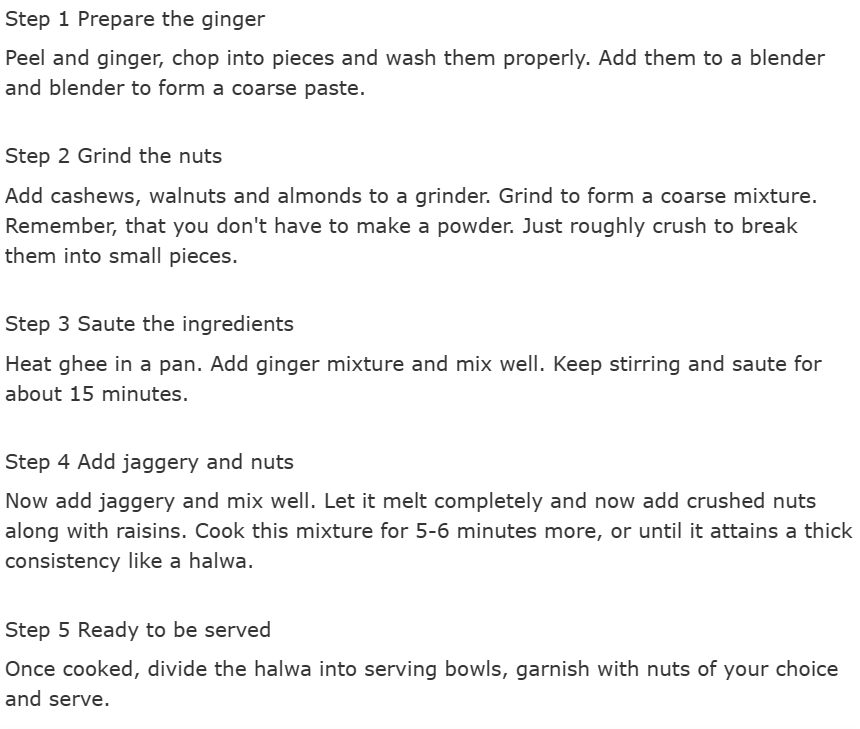 Step 1 Prepare the ginger
Peel and ginger, chop into pieces and wash them properly. Add them to a blender
and blender to form a coarse paste.
Step 2 Grind the nuts
Add cashews, walnuts and almonds to a grinder. Grind to form a coarse mixture.
Remember, that you don't have to make a powder. Just roughly crush to break
them into small pieces.
Step 3 Saute the ingredients
Heat ghee in a pan. Add ginger mixture and mix well. Keep stirring and saute for
about 15 minutes.
Step 4 Add jaggery and nuts
Now add jaggery and mix well. Let it melt completely and now add crushed nuts
along with raisins. Cook this mixture for 5-6 minutes more, or until it attains a thick
consistency like a halwa.
Step 5 Ready to be served
Once cooked, divide the halwa into serving bowls, garnish with nuts of your choice
and serve.